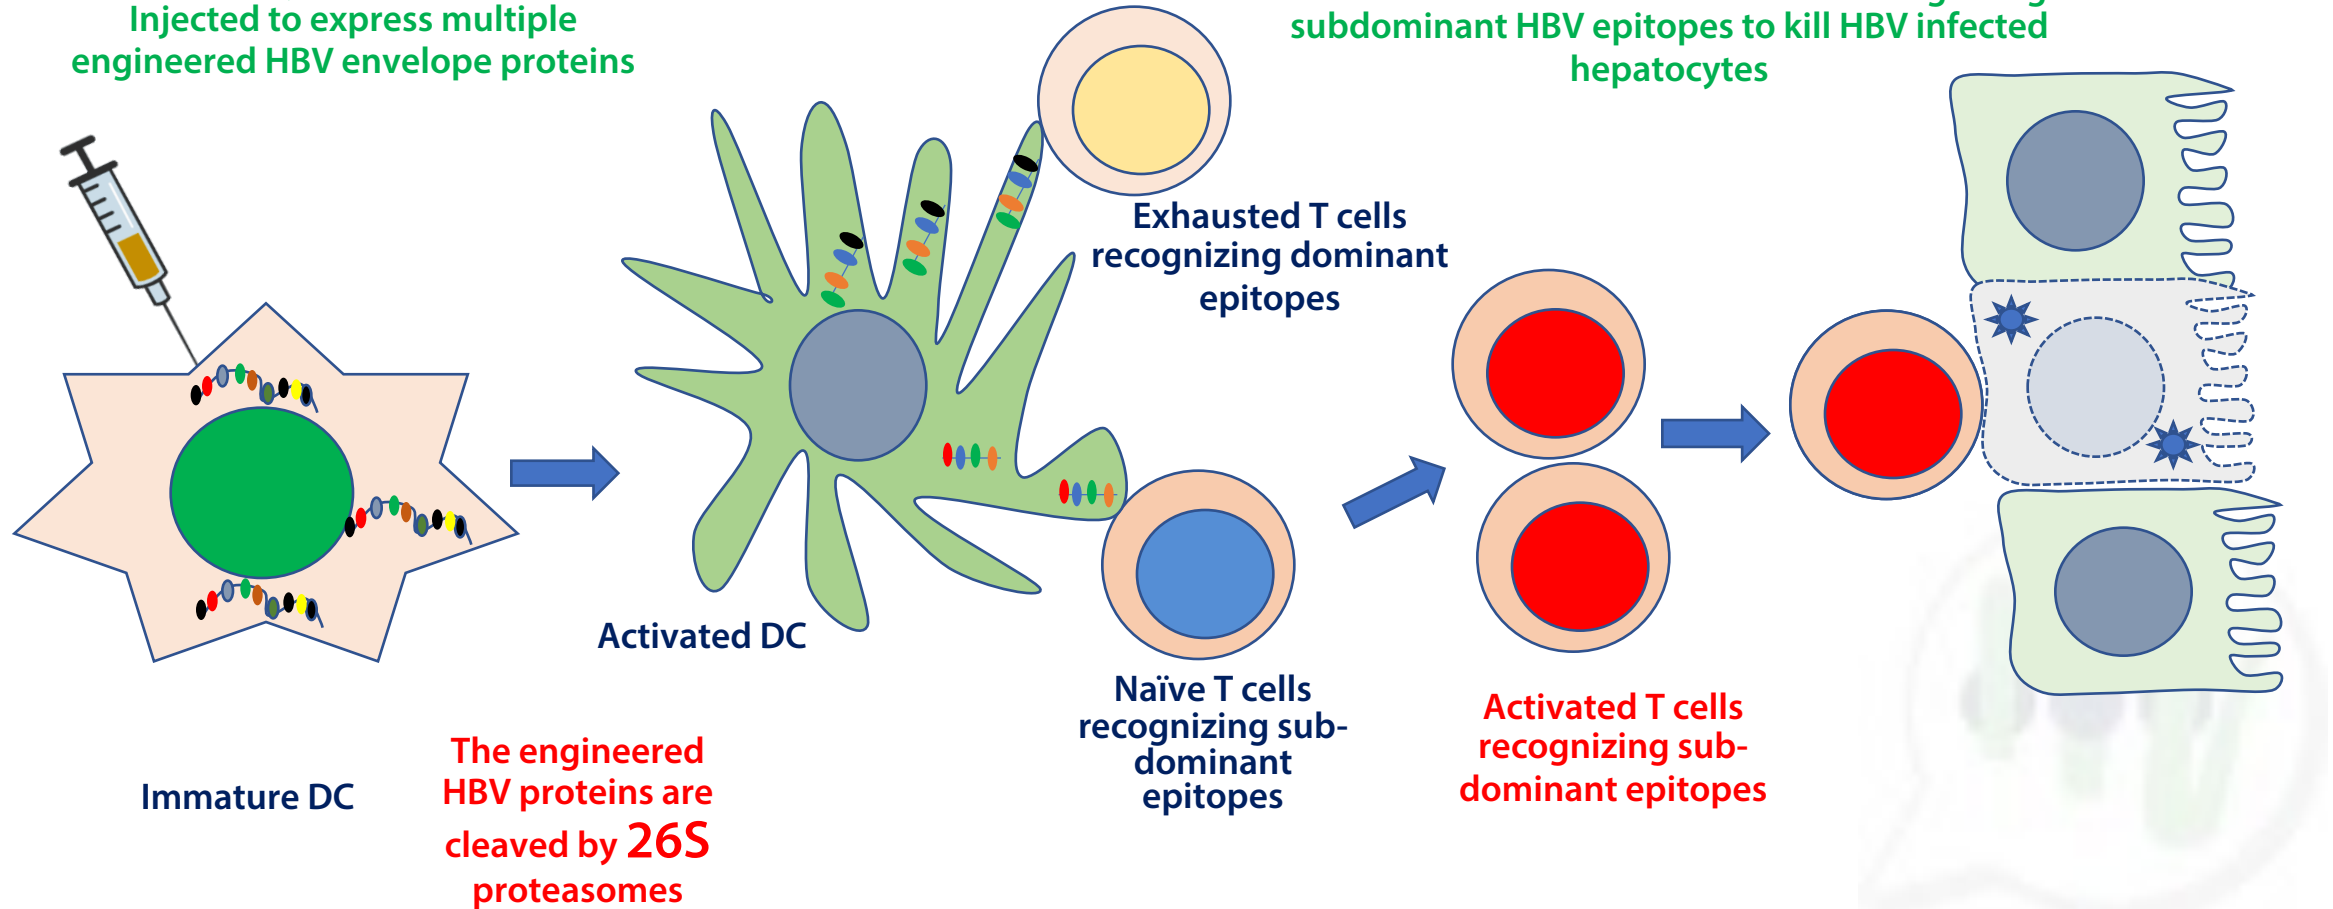 Injected to express multiple
engineered HBV envelope proteins
subdominant HBV epitopes to kill HBV infected
hepatocytes
Exhausted T cells
recognizing dominant
epitopes
Activated DC
Naïve T cells
recognizing sub-
dominant
epitopes
Activated T cells
recognizing sub-
dominant epitopes
Immature DC
The engineered
HBV proteins are
cleaved by 26S
proteasomes